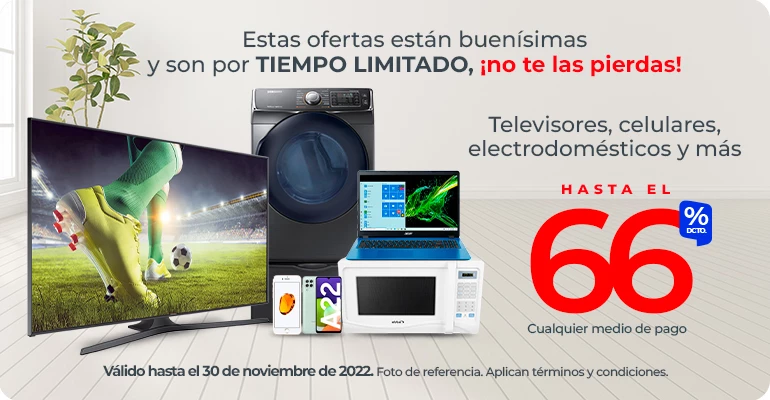 Estas ofertas están buenísimas
y son por TIEMPO LIMITADO, ¡no te las pierdas!
Televisores, celulares,
electrodomésticos y más
HASTA EL
66%
DCTO.
Cualquier medio de pago
A22
acer
Válido hasta el 30 de noviembre de 2022. Foto de referencia. Aplican términos y condiciones.